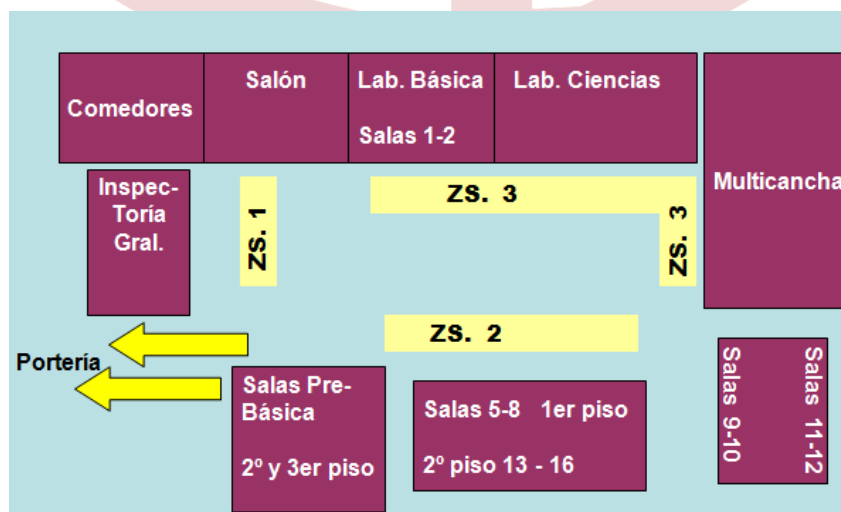 Comedores
Salón
Lab. Básica
Salas 1-2
Lab. Ciencias
Multicancha
Inspec-
Toría
Gral.
ZS. 1
ZS. 3
ZS. 3
ZS. 2
Portería
Salas Pre-
Básica
2º y 3er piso
Salas 5-8 1er piso
2º piso 13 - 16
Salas 9-10
Salas 11-12